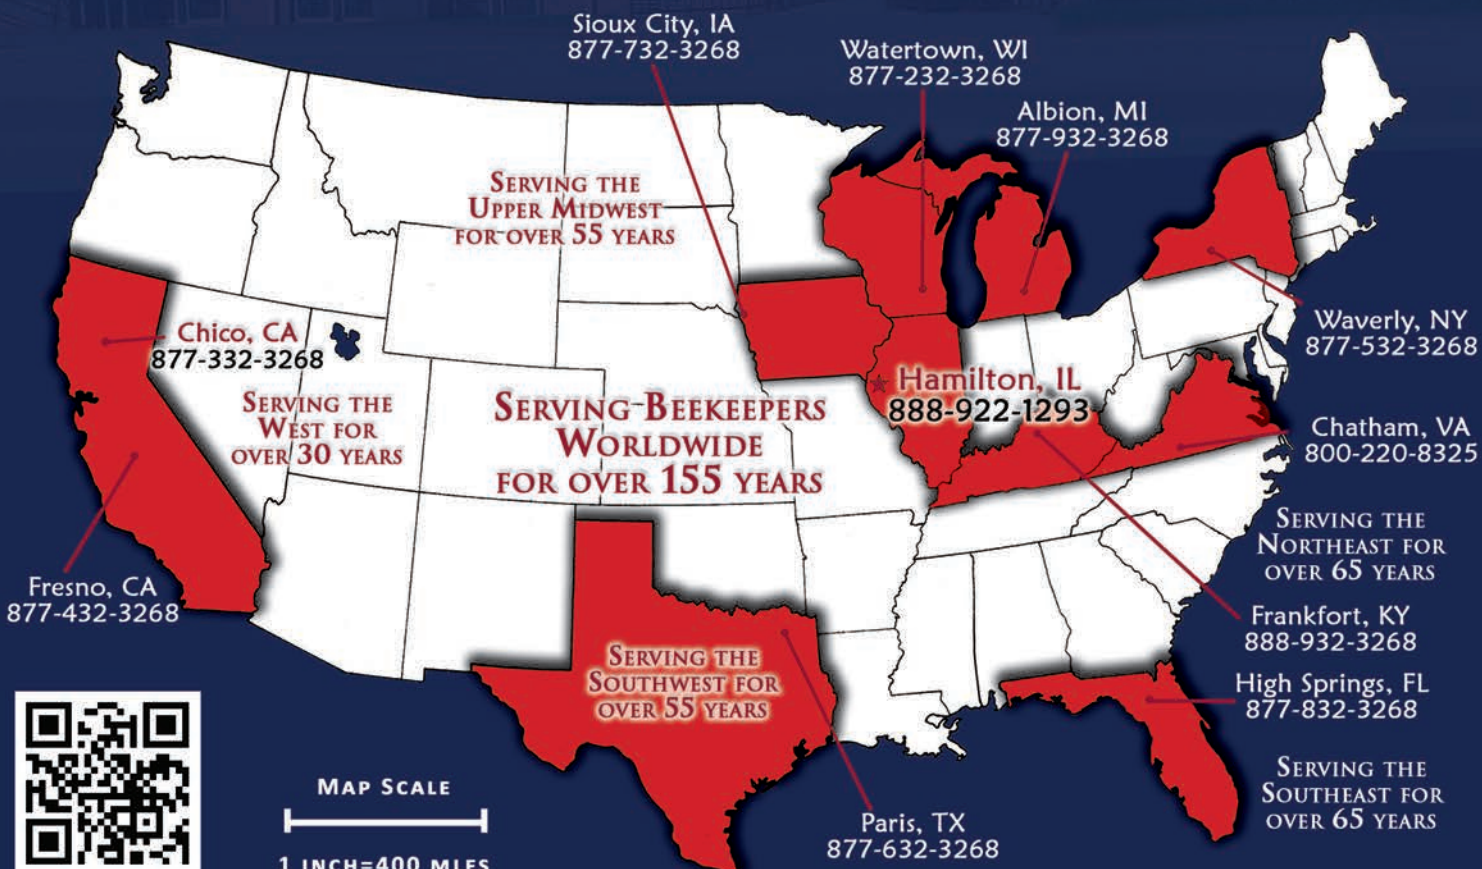 Sioux City, IA
877-732-3268
Watertown, WI
877-232-3268
Albion, MI
877-932-3268
Serving the
Upper Midwest
for over 55 years
Chico, CA
877-332-3268
Waverly, NY
877-532-3268
Hamilton, IL
888-922-1293
Serving the
West for
over 30 years
Serving Beekeepers
Worldwide
for over 155 years
Chatham, VA
800-220-8325
Serving the
Northeast for
over 65 years
Fresno, CA
877-432-3268
Frankfort, KY
888-932-3268
Serving the
Southwest for
over 55 years
High Springs, FL
877-832-3268
Serving the
Southeast for
over 65 years
Map Scale
1 inch=400 mles
Paris, TX
877-632-3268